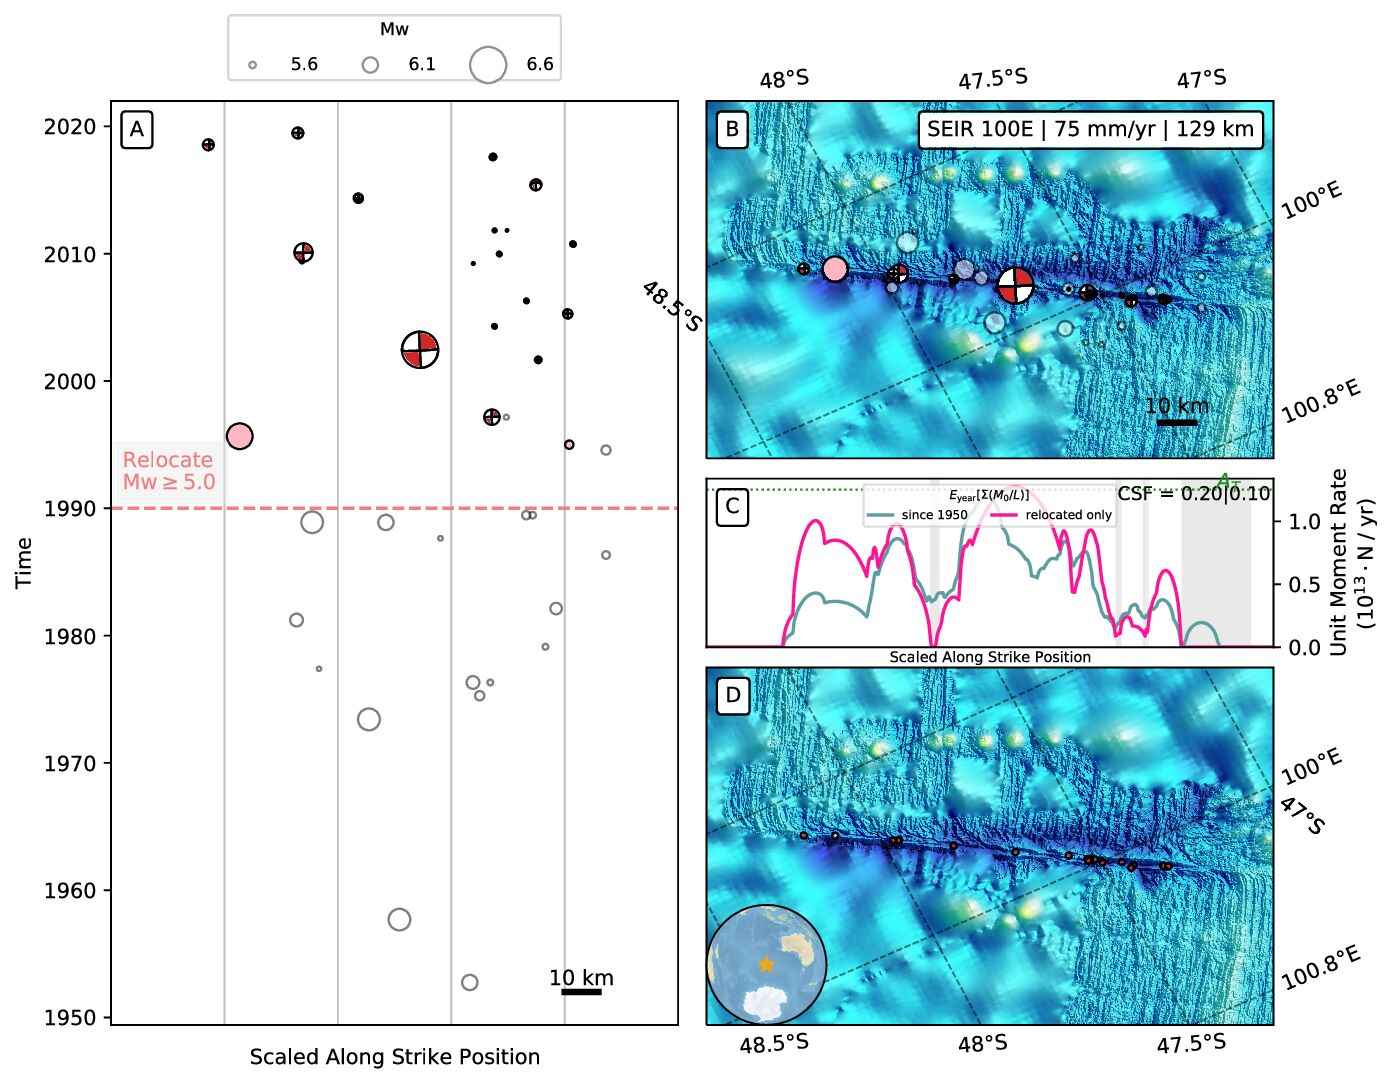 Mw
5.6 6.1 6.6
A
2020
2010
2000
1990
1980
1970
1960
1950
Time
Relocate
Mw ≥ 5.0
10 km
Scaled Along Strike Position
48°S 47.5°S 47°S
B
SEIR 100E | 75 mm/yr | 129 km
100°E
48.5°S
100.8°E
10 km
C
E_year[Σ(M₀/L)]
since 1950 relocated only
A_T
CSF = 0.20|0.10
1.0
0.5
0.0
Unit Moment Rate
(10¹³ · N / yr)
Scaled Along Strike Position
D
100°E
47°S
100.8°E
48.5°S 48°S 47.5°S